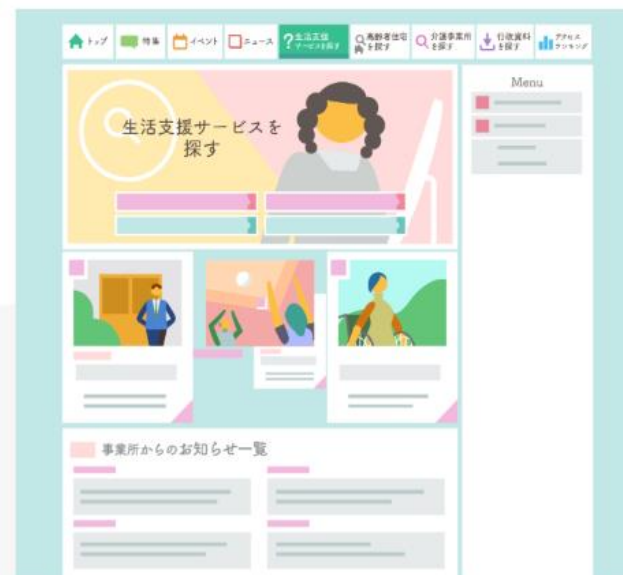 トップ
特集
イベント
ニュース
?生活支援
サービスを探す
高齢者住宅
を探す
介護事業所
を探す
行政資料
を探す
アクセス
ランキング
生活支援サービスを
探す
Menu
事業所からのお知らせ一覧